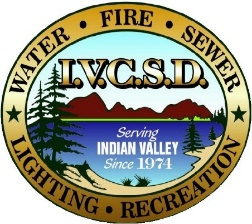 WATER • FIRE • SEWER
I.V.C.S.D.
Serving
INDIAN VALLEY
Since 1974
LIGHTING • RECREATION